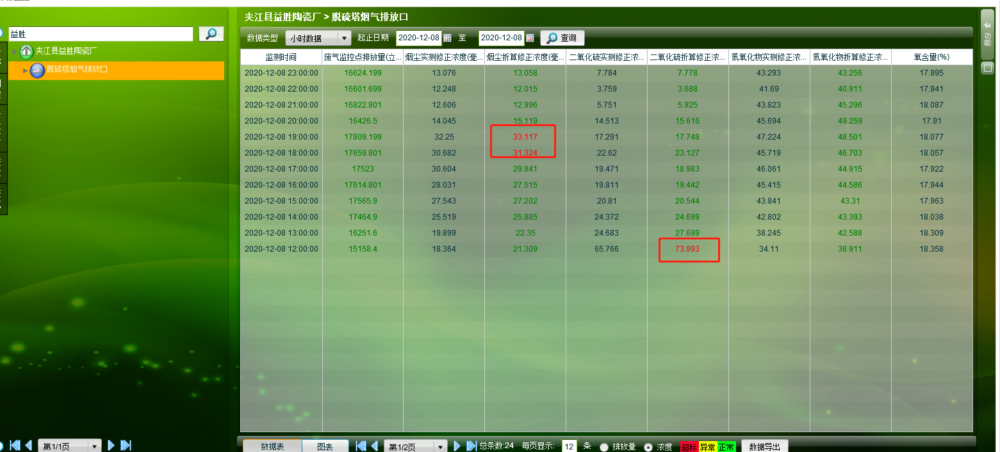 益胜
夹江县益胜陶瓷厂
脱硫塔烟气排放口
第1/1页
夹江县益胜陶瓷厂 > 脱硫塔烟气排放口
数据类型 小时数据 起止日期 2020-12-08 至 2020-12-08 查询
监测时间 废气监控点排放量(立... 烟尘实测修正浓度(毫... 烟尘折算修正浓度(毫... 二氧化硫实测修正浓... 二氧化硫折算修正浓... 氮氧化物实测修正浓... 氮氧化物折算修正浓... 氧含量(%)
2020-12-08 23:00:00 16624.199 13.076 13.058 7.784 7.778 43.293 43.256 17.995
2020-12-08 22:00:00 16601.699 12.248 12.015 3.759 3.688 41.69 40.911 17.941
2020-12-08 21:00:00 16822.801 12.606 12.996 5.751 5.925 43.823 45.296 18.087
2020-12-08 20:00:00 16426.5 14.045 15.119 14.513 15.616 45.694 49.259 17.91
2020-12-08 19:00:00 17809.199 32.25 33.117 17.291 17.748 47.224 48.501 18.077
2020-12-08 18:00:00 17659.801 30.682 31.324 22.62 23.127 45.719 46.703 18.057
2020-12-08 17:00:00 17523 30.604 29.841 19.471 18.983 46.061 44.915 17.922
2020-12-08 16:00:00 17614.801 28.031 27.515 19.811 19.442 45.415 44.586 17.944
2020-12-08 15:00:00 17565.9 27.543 27.202 20.81 20.544 43.841 43.31 17.963
2020-12-08 14:00:00 17464.9 25.519 25.885 24.372 24.699 42.802 43.393 18.038
2020-12-08 13:00:00 16251.6 19.899 22.35 24.683 27.699 38.245 42.588 18.309
2020-12-08 12:00:00 15158.4 18.364 21.309 65.766 73.993 34.11 38.911 18.358
数据表 图表 第1/2页 总条数:24 每页显示: 12 条 排放量 浓度 超标 异常 正常 数据导出
功能